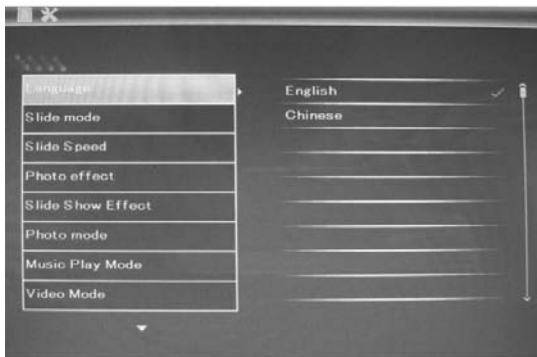 Language
Slide mode
Slide Speed
Photo effect
Slide Show Effect
Photo mode
Music Play Mode
Video Mode
English
Chinese